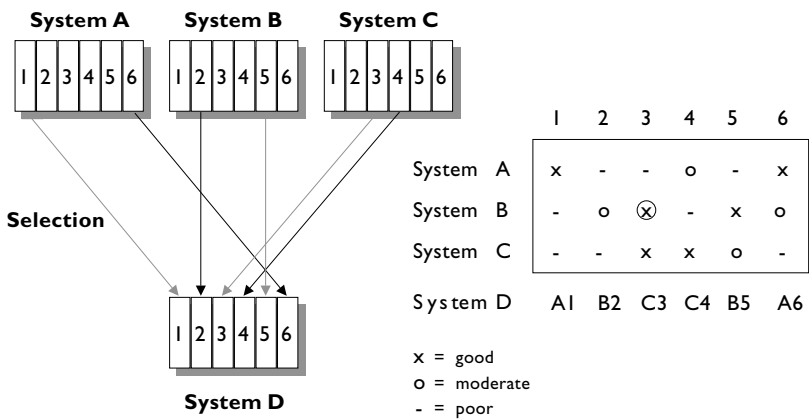 System A System B System C
1 2 3 4 5 6 1 2 3 4 5 6 1 2 3 4 5 6
Selection
1 2 3 4 5 6
System D
1 2 3 4 5 6
System A x - - o - x
System B - o x - x o
System C - - x x o -
System D A1 B2 C3 C4 B5 A6
x = good
o = moderate
- = poor